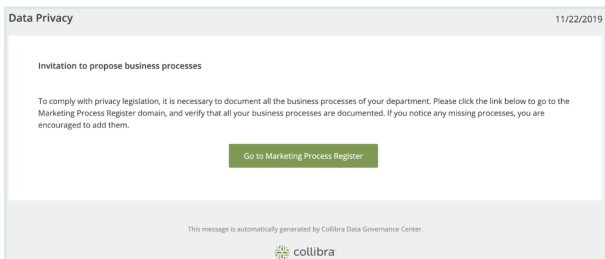 Data Privacy
11/22/2019
Invitation to propose business processes
To comply with privacy legislation, it is necessary to document all the business processes of your department. Please click the link below to go to the
Marketing Process Register domain, and verify that all your business processes are documented. If you notice any missing processes, you are
encouraged to add them.
Go to Marketing Process Register
This message is automatically generated by Collibra Data Governance Center.
collibra